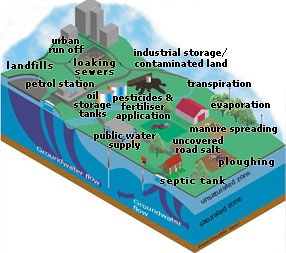 urban
run off
loaking
sewers
industrial storage/
contaminated land
landfills
petrol station
transpiration
oil
storage
tanks
pesticides &
fertiliser
application
evaporation
manure spreading
public water
supply
uncovered
road salt
ploughing
septic tank
Groundwater flow
Groundwater
flow
unsaturated zone
saturated zone